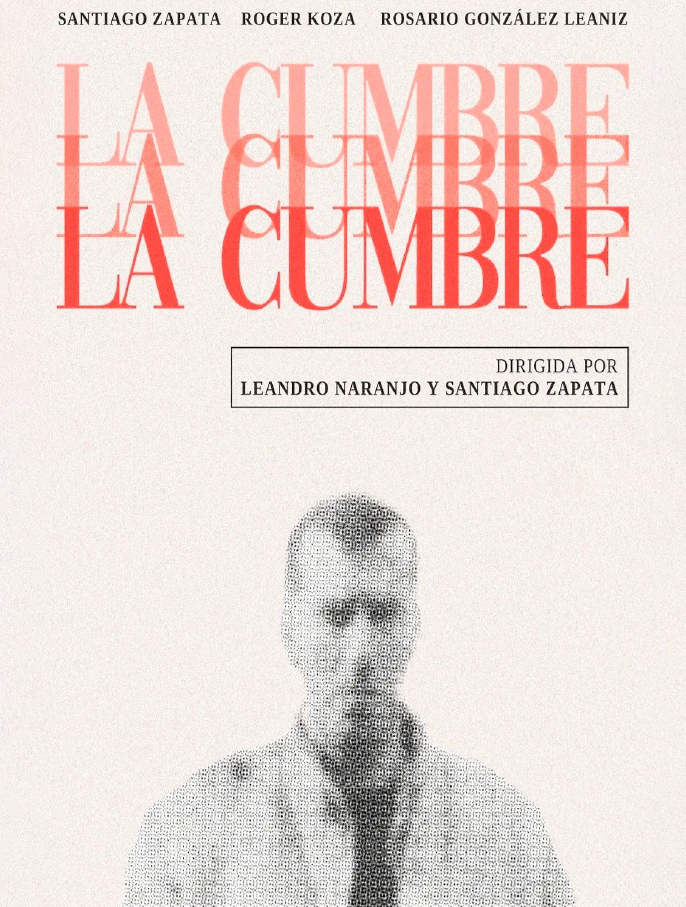 SANTIAGO ZAPATA ROGER KOZA ROSARIO GONZÁLEZ LEANIZ
LA CUMBRE
LA CUMBRE
LA CUMBRE
DIRIGIDA POR
LEANDRO NARANJO Y SANTIAGO ZAPATA